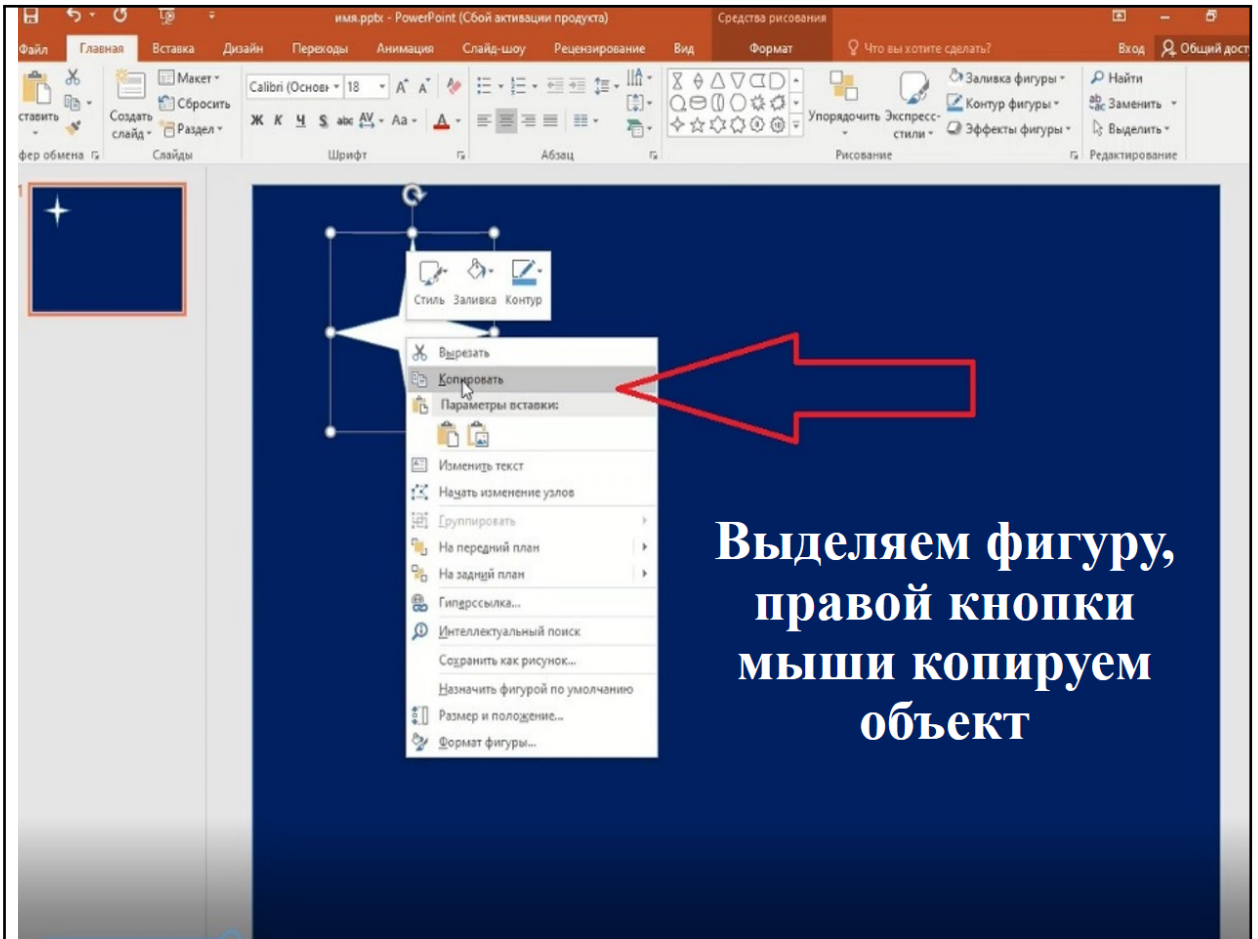 имя.pptx - PowerPoint (Сбой активации продукта) Средства рисования
Файл Главная Вставка Дизайн Переходы Анимация Слайд-шоу Рецензирование Вид Формат Что вы хотите сделать? Вход Общий дост
ставить
Создать слайд
Макет
Сбросить
Раздел
Calibri (Основн 18
Ж К Ч S abc AV Aa А
Упорядочить Экспресс-стили
Заливка фигуры
Контур фигуры
Эффекты фигуры
Найти
Заменить
Выделить
фер обмена Слайды Шрифт Абзац Рисование Редактирование
1
Стиль Заливка Контур
Вырезать
Копировать
Параметры вставки:
Изменить текст
Начать изменение узлов
Группировать
На передний план
На задний план
Гиперссылка...
Интеллектуальный поиск
Сохранить как рисунок...
Назначить фигурой по умолчанию
Размер и положение...
Формат фигуры...
Выделяем фигуру,
правой кнопки
мыши копируем
объект